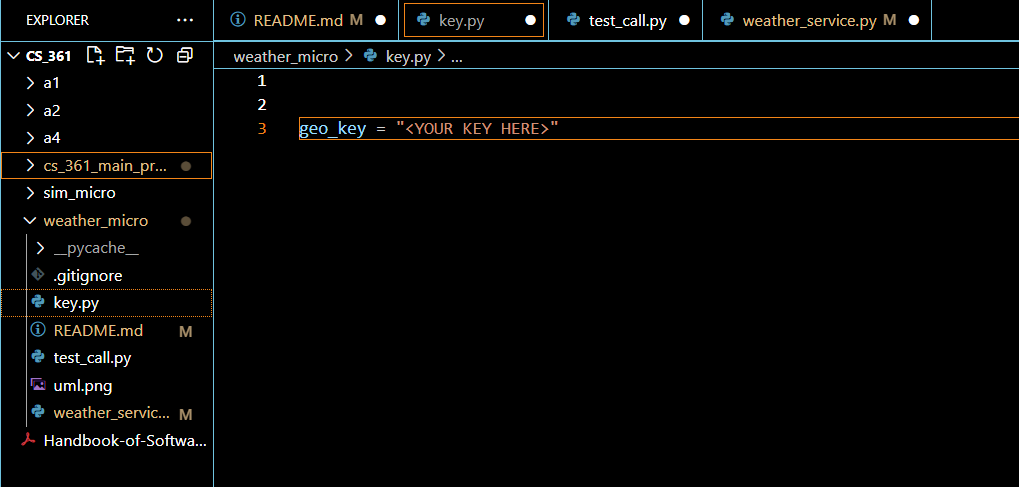 EXPLORER ...
CS_361
a1
a2
a4
cs_361_main_pr...
sim_micro
weather_micro
__pycache__
.gitignore
key.py
README.md M
test_call.py
uml.png
weather_servic... M
Handbook-of-Softwa...
README.md M
key.py
test_call.py
weather_service.py M
weather_micro > key.py > ...
1
2
3 geo_key = "<YOUR KEY HERE>"